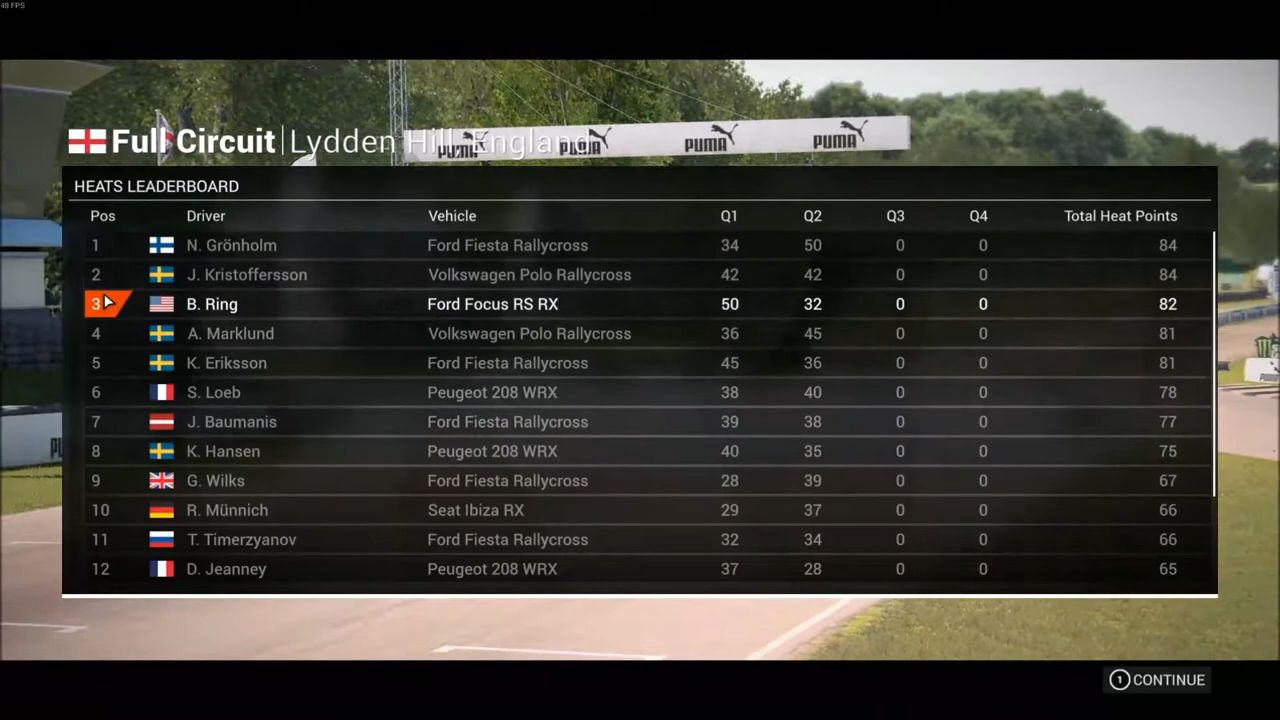 49 FPS
PUMA PUMA PUMA PUMA
Full Circuit | Lydden Hill, England
HEATS LEADERBOARD
Pos Driver Vehicle Q1 Q2 Q3 Q4 Total Heat Points
1 N. Grönholm Ford Fiesta Rallycross 34 50 0 0 84
2 J. Kristoffersson Volkswagen Polo Rallycross 42 42 0 0 84
3 B. Ring Ford Focus RS RX 50 32 0 0 82
4 A. Marklund Volkswagen Polo Rallycross 36 45 0 0 81
5 K. Eriksson Ford Fiesta Rallycross 45 36 0 0 81
6 S. Loeb Peugeot 208 WRX 38 40 0 0 78
7 J. Baumanis Ford Fiesta Rallycross 39 38 0 0 77
8 K. Hansen Peugeot 208 WRX 40 35 0 0 75
9 G. Wilks Ford Fiesta Rallycross 28 39 0 0 67
10 R. Münnich Seat Ibiza RX 29 37 0 0 66
11 T. Timerzyanov Ford Fiesta Rallycross 32 34 0 0 66
12 D. Jeanney Peugeot 208 WRX 37 28 0 0 65
1 CONTINUE